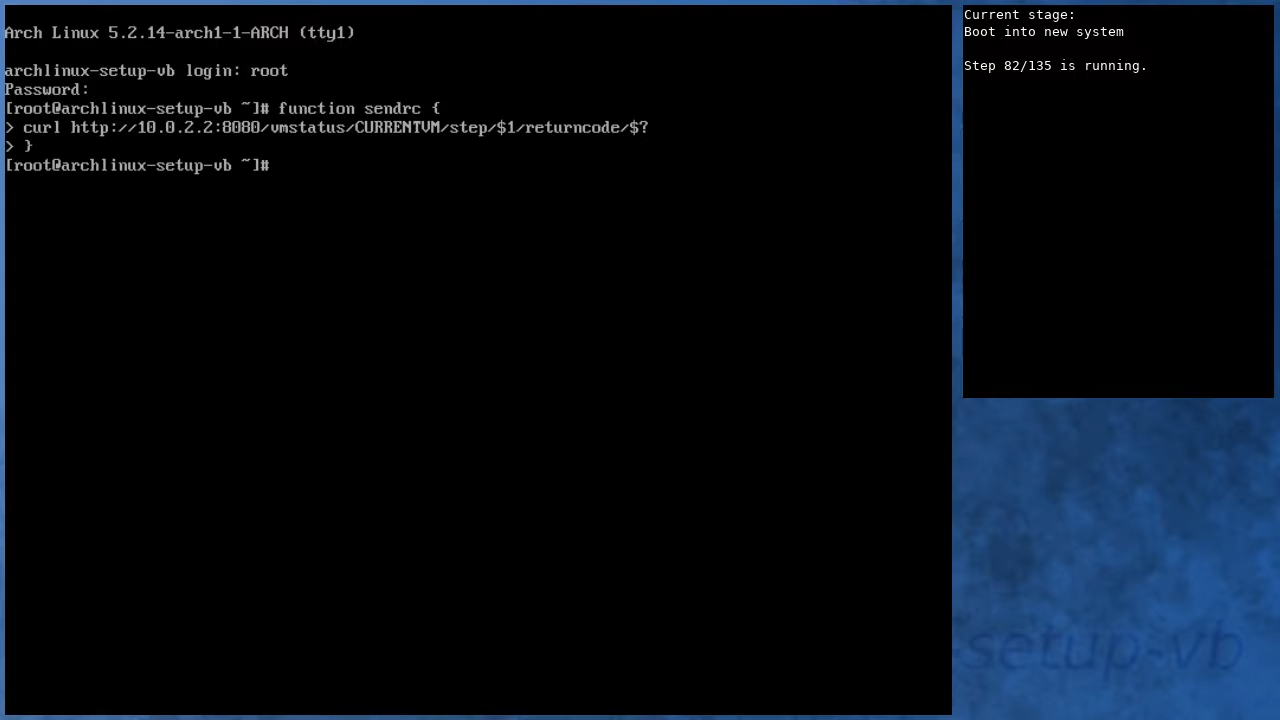 Arch Linux 5.2.14-arch1-1-ARCH (tty1)
archlinux-setup-vb login: root
Password:
[root@archlinux-setup-vb ~]# function sendrc {
> curl http://10.0.2.2:8080/vmstatus/CURRENTVM/step/$1/returncode/$?
> }
[root@archlinux-setup-vb ~]#
Current stage:
Boot into new system
Step 82/135 is running.
-setup-vb